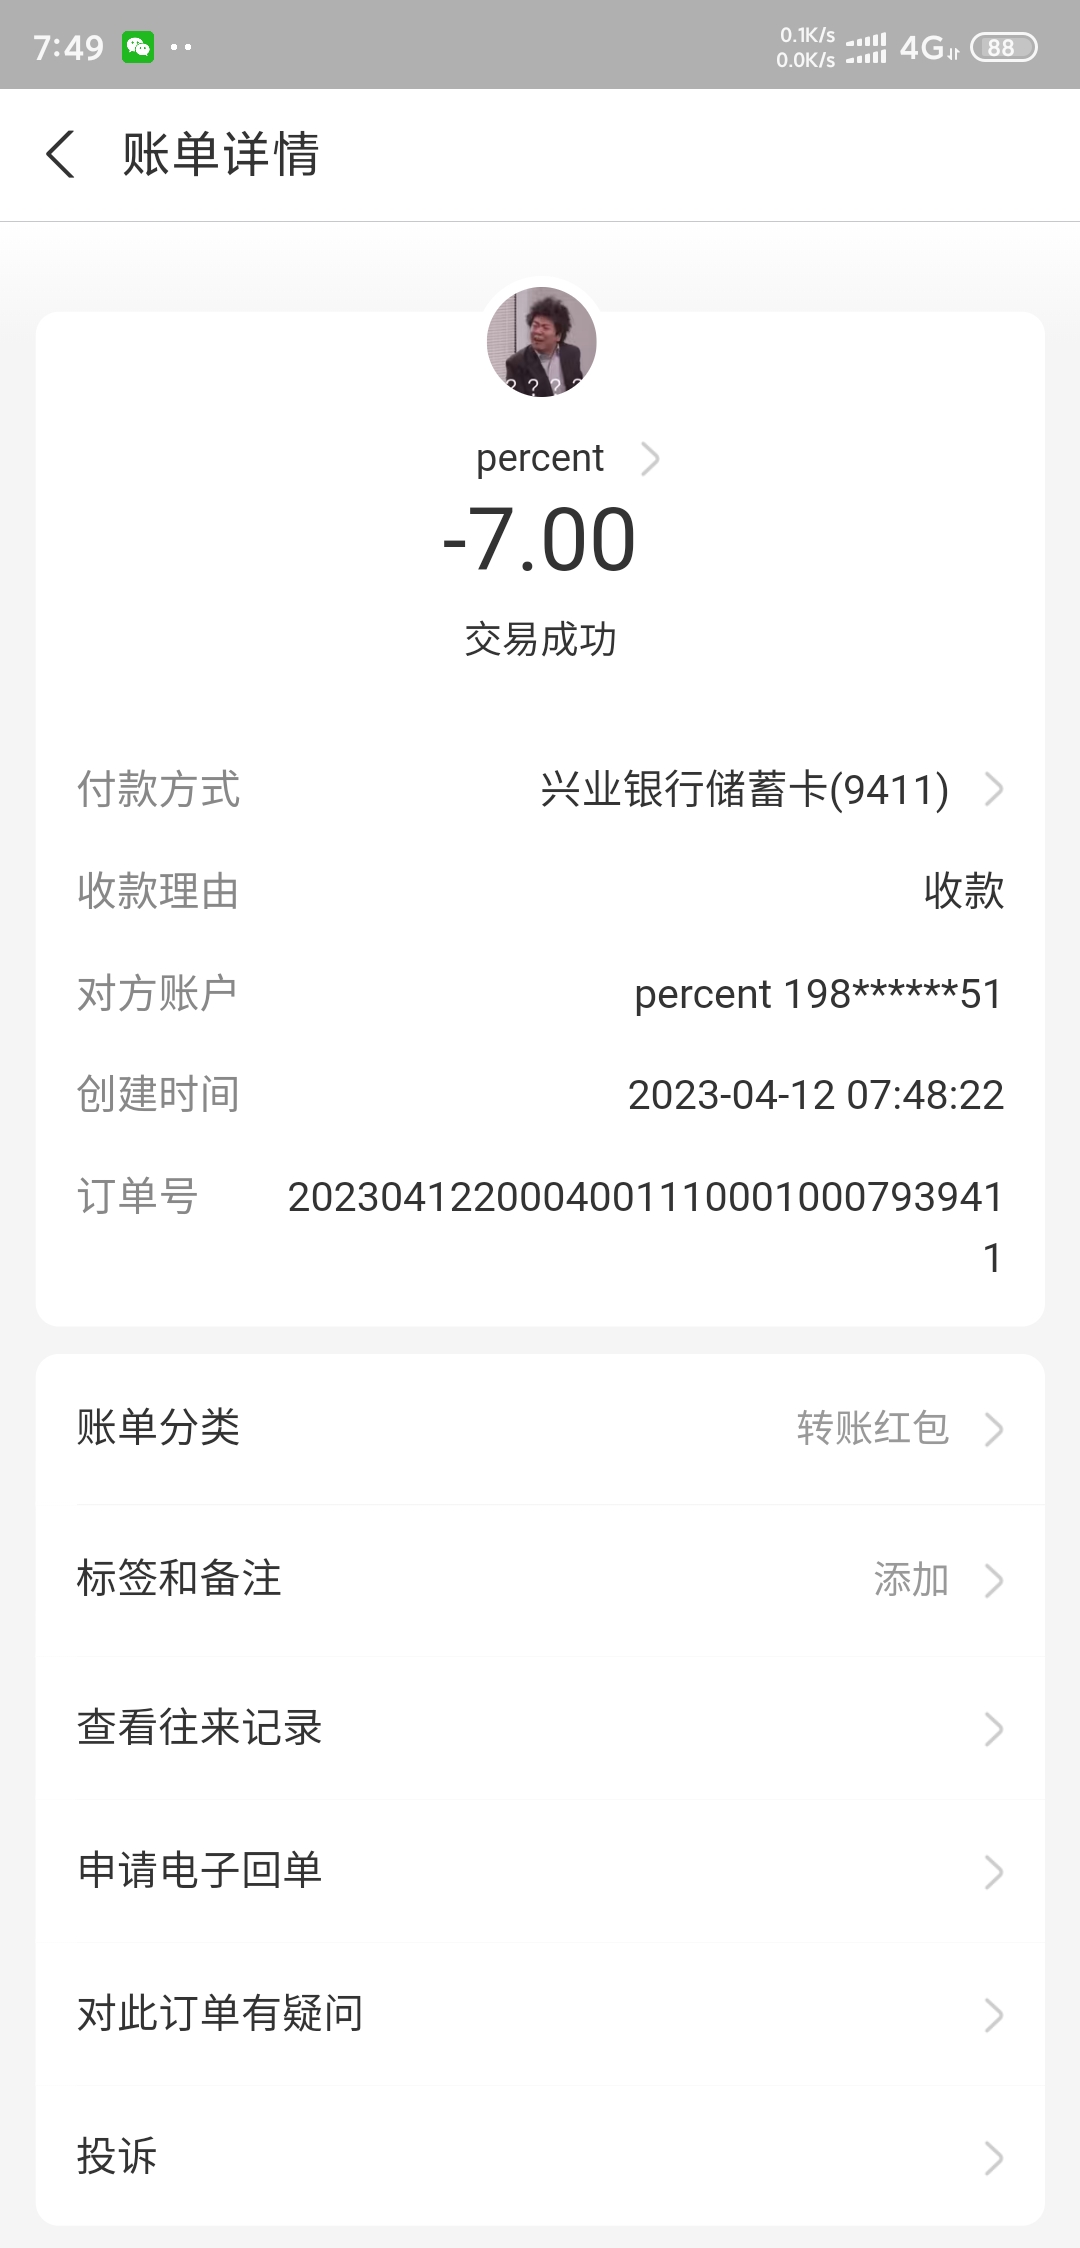 7:49
0.1K/s
0.0K/s
4G
88
账单详情
? ? ? ?
percent
-7.00
交易成功
付款方式 兴业银行储蓄卡(9411)
收款理由 收款
对方账户 percent 198******51
创建时间 2023-04-12 07:48:22
订单号 2023041220004001110001000793941
1
账单分类 转账红包
标签和备注 添加
查看往来记录
申请电子回单
对此订单有疑问
投诉